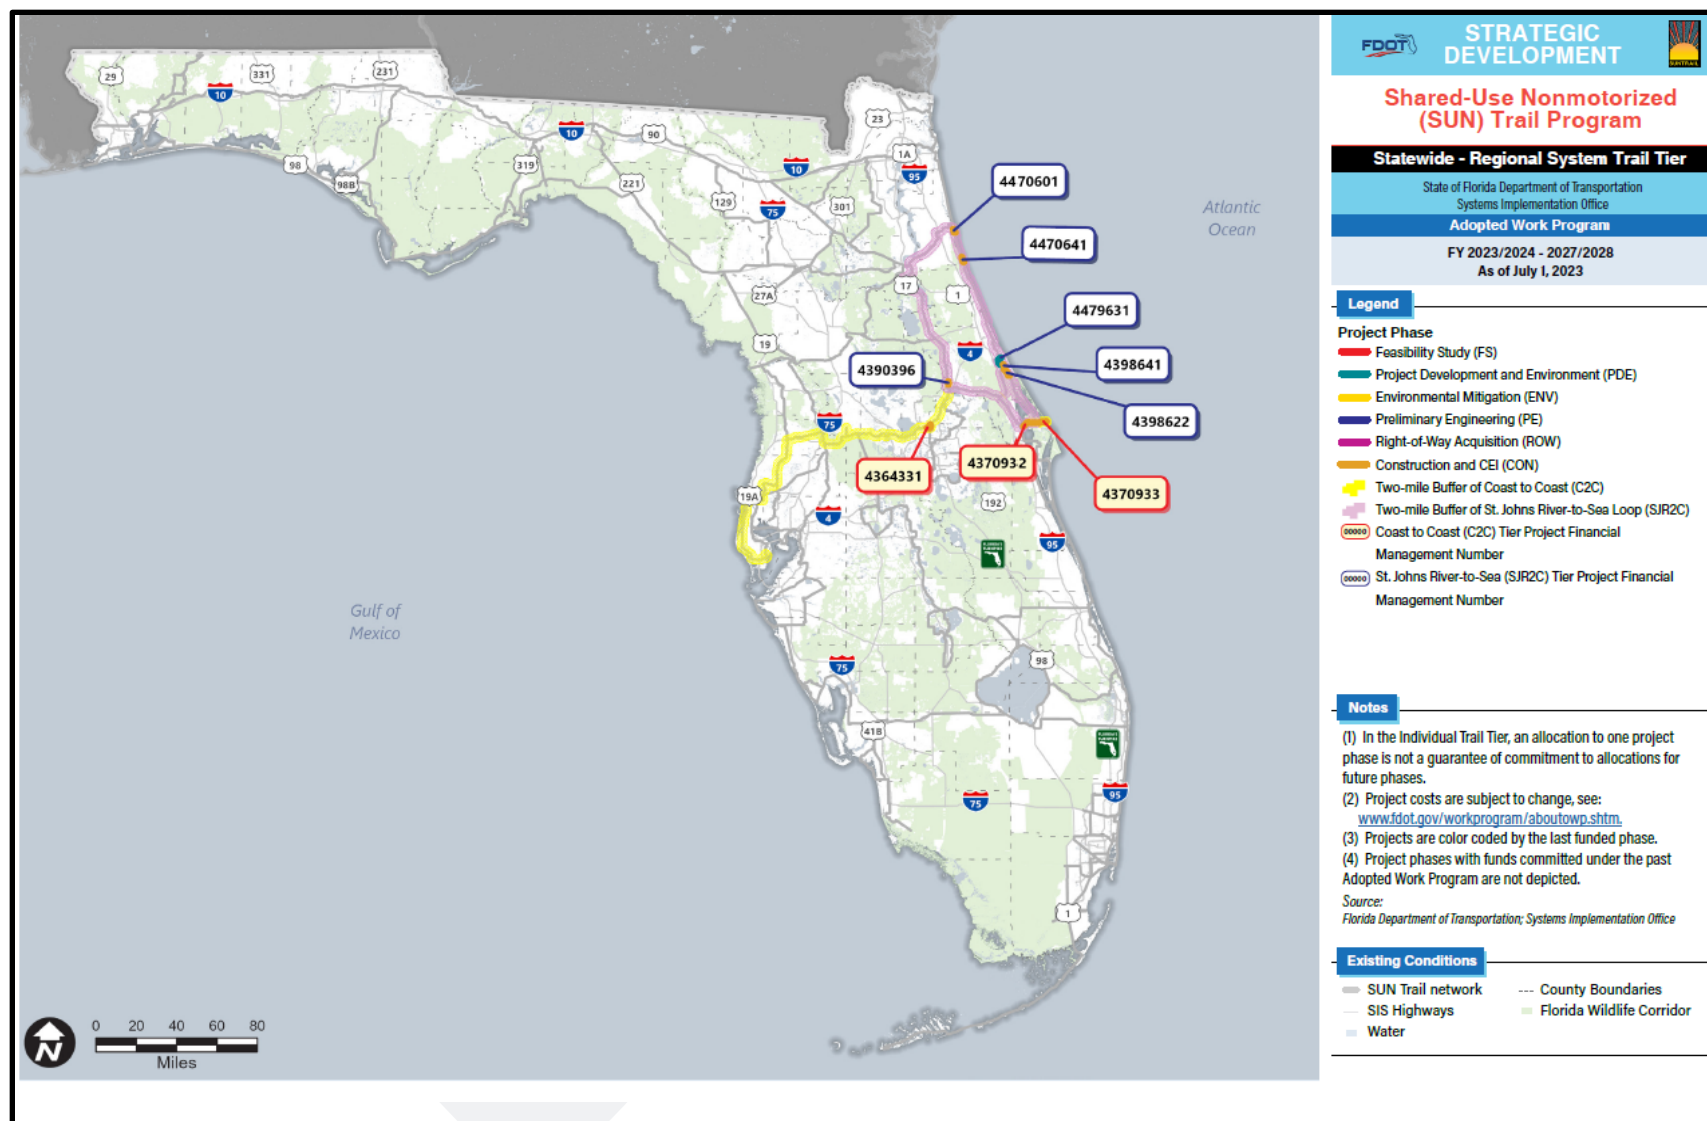 29
331
231
10
98
98B
319
10
90
221
129
10
75
301
23
1A
95
4470601
4470641
Atlantic
Ocean
17
1
27A
19
4
4479631
4398641
4398622
4390396
75
4364331
4370932
4370933
19A
4
192
95
Gulf of
Mexico
75
98
41B
75
95
1
N
0 20 40 60 80
Miles
FDOT
STRATEGIC
DEVELOPMENT
SUN TRAIL
Shared-Use Nonmotorized
(SUN) Trail Program
Statewide - Regional System Trail Tier
State of Florida Department of Transportation
Systems Implementation Office
Adopted Work Program
FY 2023/2024 - 2027/2028
As of July 1, 2023
Legend
Project Phase
Feasibility Study (FS)
Project Development and Environment (PDE)
Environmental Mitigation (ENV)
Preliminary Engineering (PE)
Right-of-Way Acquisition (ROW)
Construction and CEI (CON)
Two-mile Buffer of Coast to Coast (C2C)
Two-mile Buffer of St. Johns River-to-Sea Loop (SJR2C)
00000 Coast to Coast (C2C) Tier Project Financial
Management Number
00000 St. Johns River-to-Sea (SJR2C) Tier Project Financial
Management Number
Notes
(1) In the Individual Trail Tier, an allocation to one project
phase is not a guarantee of commitment to allocations for
future phases.
(2) Project costs are subject to change, see:
www.fdot.gov/workprogram/aboutowp.shtm.
(3) Projects are color coded by the last funded phase.
(4) Project phases with funds committed under the past
Adopted Work Program are not depicted.
Source:
Florida Department of Transportation; Systems Implementation Office
Existing Conditions
SUN Trail network --- County Boundaries
SIS Highways Florida Wildlife Corridor
Water